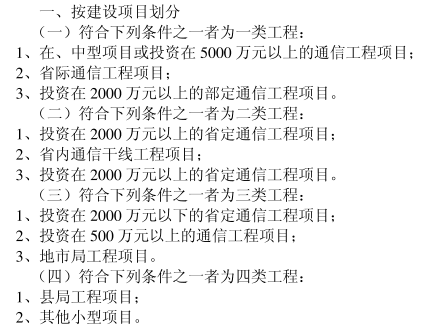 一、按建设项目划分
（一）符合下列条件之一者为一类工程：
1、在、中型项目或投资在 5000 万元以上的通信工程项目；
2、省际通信工程项目；
3、投资在 2000 万元以上的部定通信工程项目。
（二）符合下列条件之一者为二类工程：
1、投资在 2000 万元以上的省定通信工程项目；
2、省内通信干线工程项目；
3、投资在 2000 万元以上的省定通信工程项目。
（三）符合下列条件之一者为三类工程：
1、投资在 2000 万元以下的省定通信工程项目；
2、投资在 500 万元以上的通信工程项目；
3、地市局工程项目。
（四）符合下列条件之一者为四类工程：
1、县局工程项目；
2、其他小型项目。